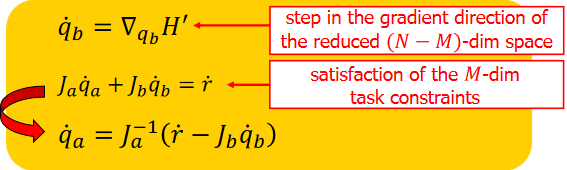 q̇_b = ∇_{q_b} H′
step in the gradient direction of
the reduced (N − M)-dim space
J_a q̇_a + J_b q̇_b = ṙ
satisfaction of the M-dim
task constraints
q̇_a = J_a^{−1}(ṙ − J_b q̇_b)